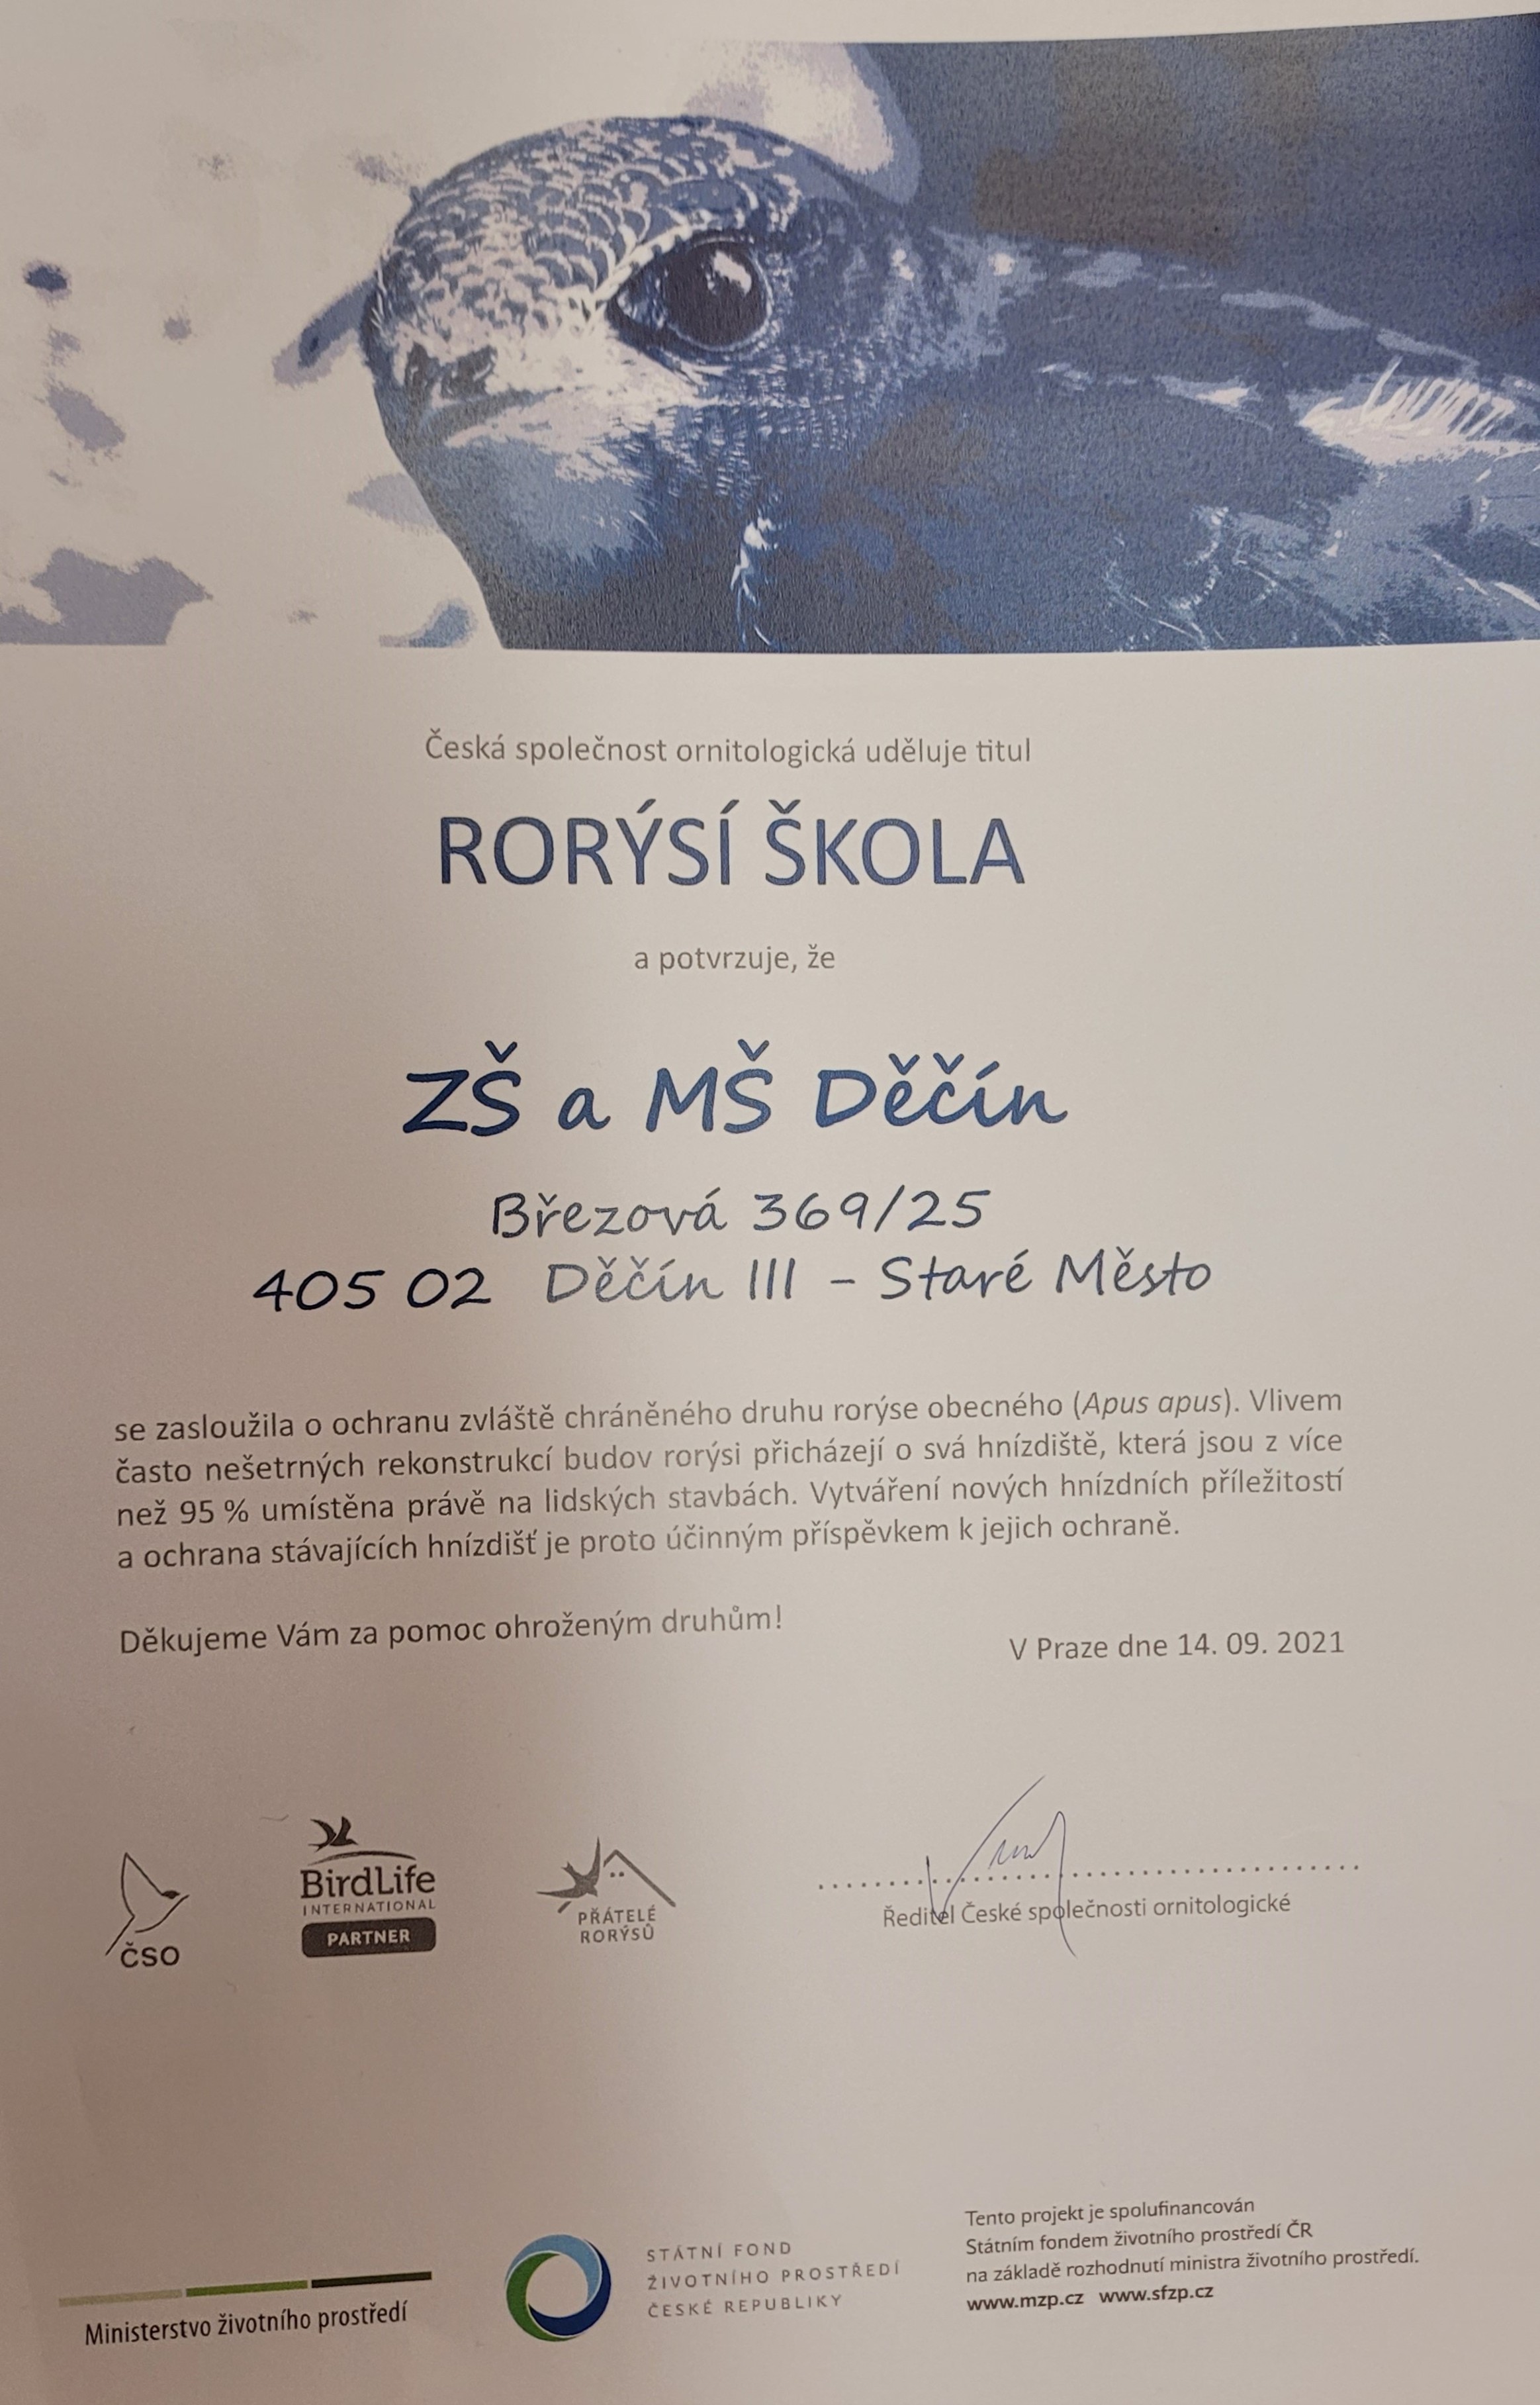 Česká společnost ornitologická uděluje titul
RORÝSÍ ŠKOLA
a potvrzuje, že
ZŠ a MŠ Děčín
Březová 369/25
405 02 Děčín III - Staré Město
se zasloužila o ochranu zvláště chráněného druhu rorýse obecného (Apus apus). Vlivem
často nešetrných rekonstrukcí budov rorýsi přicházejí o svá hnízdiště, která jsou z více
než 95 % umístěna právě na lidských stavbách. Vytváření nových hnízdních příležitostí
a ochrana stávajících hnízdišť je proto účinným příspěvkem k jejich ochraně.
Děkujeme Vám za pomoc ohroženým druhům!
V Praze dne 14. 09. 2021
ČSO
BirdLife
INTERNATIONAL
PARTNER
PŘÁTELÉ
RORÝSŮ
Ředitel České společnosti ornitologické
Ministerstvo životního prostředí
STÁTNÍ FOND
ŽIVOTNÍHO PROSTŘEDÍ
ČESKÉ REPUBLIKY
Tento projekt je spolufinancován
Státním fondem životního prostředí ČR
na základě rozhodnutí ministra životního prostředí.
www.mzp.cz www.sfzp.cz